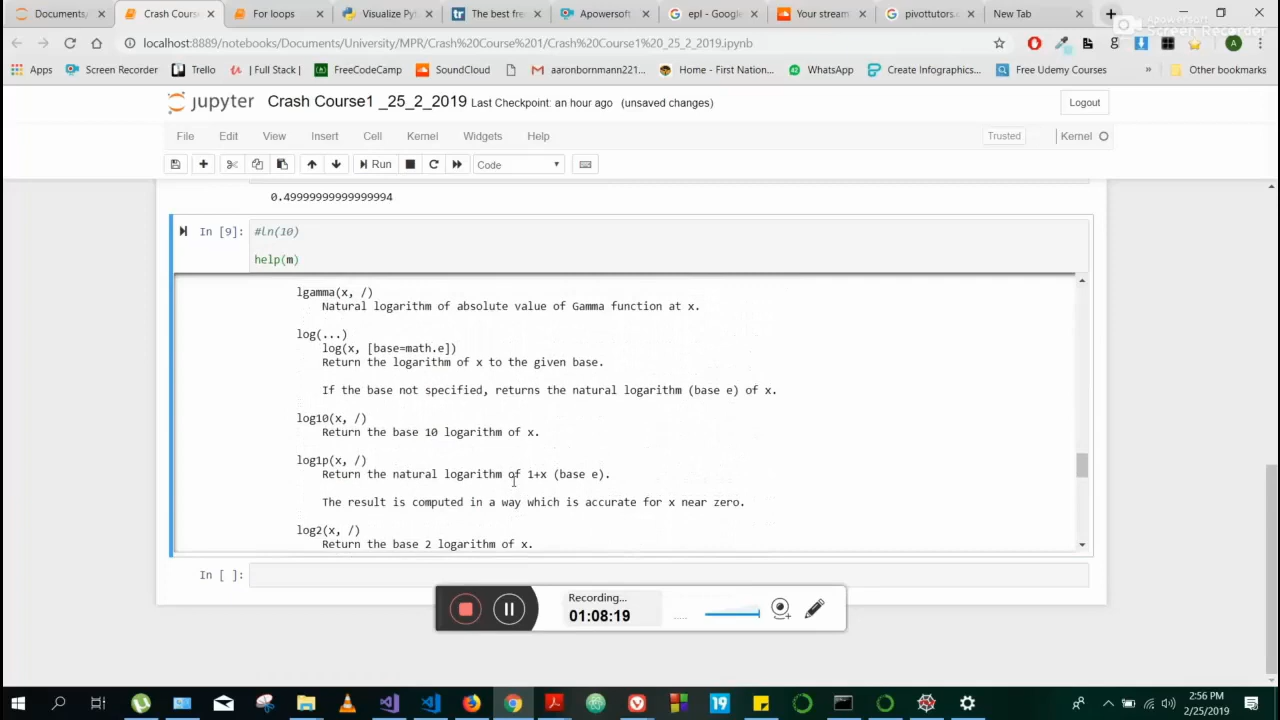 Documents/
Crash Cours
For loops
Visualize Py
The best fre
Apowersoft
epl - Google
Your stream
pivottutors.c
New Tab
Apowersoft
Screen Recorder
localhost:8889/notebooks/Documents/University/MPR/Crash%20Course%201/Crash%20Course1%20_25_2_2019.ipynb
Apps
Screen Recorder
Trello
| Full Stack |
FreeCodeCamp
SoundCloud
aaronbornmann221...
Home - First Nation...
WhatsApp
Create Infographics...
Free Udemy Courses
»
Other bookmarks
jupyter Crash Course1 _25_2_2019 Last Checkpoint: an hour ago (unsaved changes)
Logout
File Edit View Insert Cell Kernel Widgets Help
Trusted
Kernel
Run
Code
0.49999999999999994
In [9]: #ln(10)
help(m)
lgamma(x, /)
Natural logarithm of absolute value of Gamma function at x.
log(...)
log(x, [base=math.e])
Return the logarithm of x to the given base.
If the base not specified, returns the natural logarithm (base e) of x.
log10(x, /)
Return the base 10 logarithm of x.
log1p(x, /)
Return the natural logarithm of 1+x (base e).
The result is computed in a way which is accurate for x near zero.
log2(x, /)
Return the base 2 logarithm of x.
In [ ]:
Recording...
01:08:19
19
2:56 PM
2/25/2019